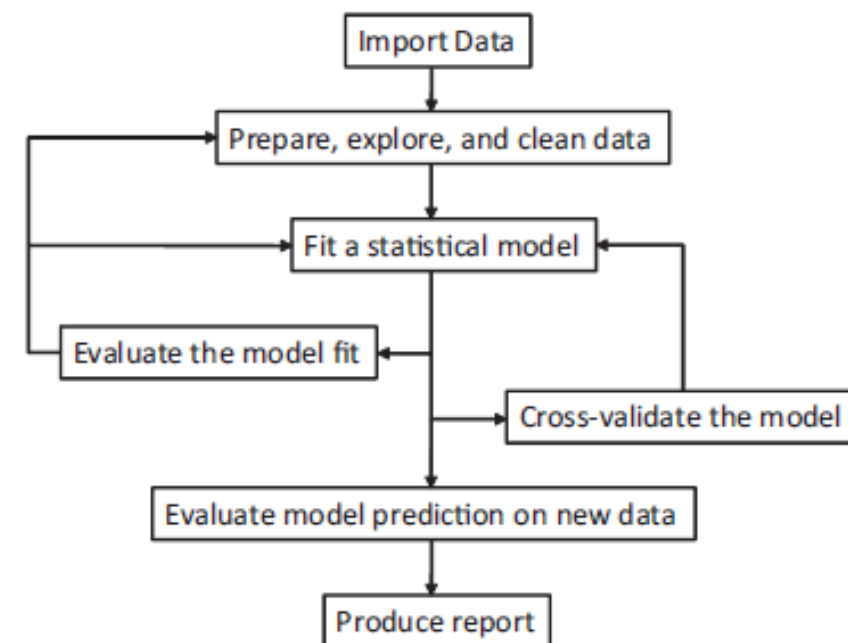 Import Data
Prepare, explore, and clean data
Fit a statistical model
Evaluate the model fit
Cross-validate the model
Evaluate model prediction on new data
Produce report